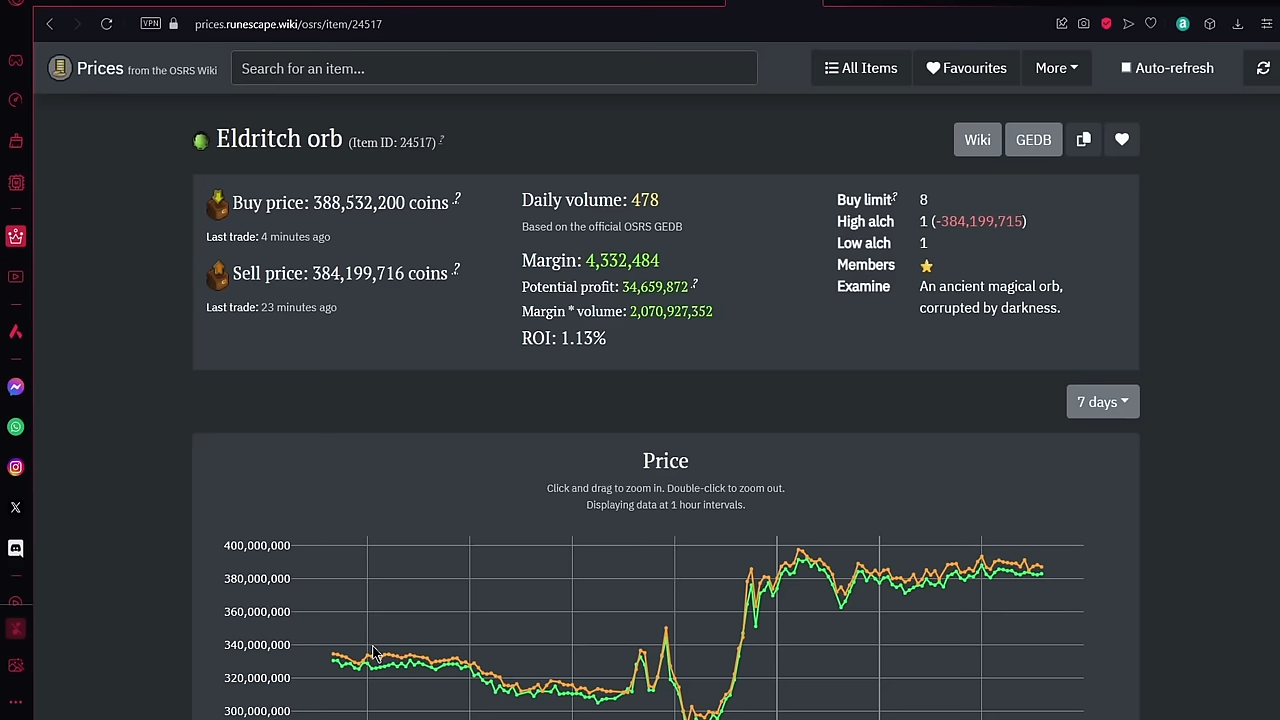 VPN
prices.runescape.wiki/osrs/item/24517
a
Prices from the OSRS Wiki
Search for an item...
All Items
Favourites
More
Auto-refresh
Eldritch orb (Item ID: 24517) ?
Wiki
GEDB
Buy price: 388,532,200 coins ?
Last trade: 4 minutes ago
Sell price: 384,199,716 coins ?
Last trade: 23 minutes ago
Daily volume: 478
Based on the official OSRS GEDB
Margin: 4,332,484
Potential profit: 34,659,872 ?
Margin * volume: 2,070,927,352
ROI: 1.13%
Buy limit? 8
High alch 1 (-384,199,715)
Low alch 1
Members
Examine An ancient magical orb,
corrupted by darkness.
7 days
Price
Click and drag to zoom in. Double-click to zoom out.
Displaying data at 1 hour intervals.
400,000,000
380,000,000
360,000,000
340,000,000
320,000,000
300,000,000